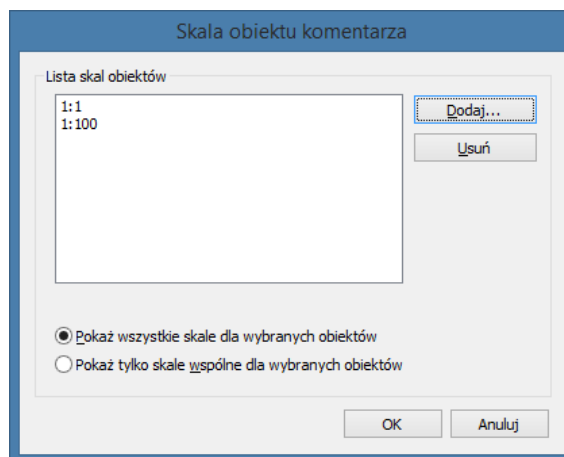 Skala obiektu komentarza
Lista skal obiektów
1:1
1:100
Dodaj...
Usuń
Pokaż wszystkie skale dla wybranych obiektów
Pokaż tylko skale wspólne dla wybranych obiektów
OK
Anuluj